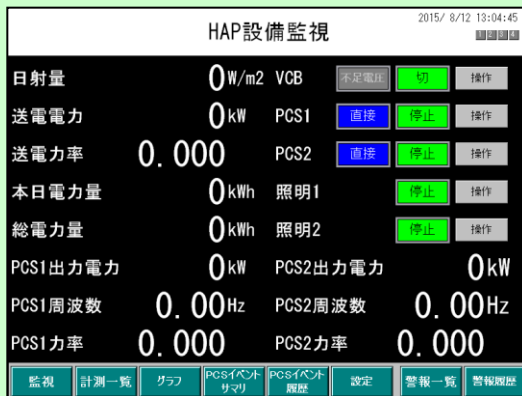 HAP設備監視
2015/ 8/12 13:04:45
1 2 3 4
日射量 0 W/m2 VCB 不足電圧 切 操作
送電電力 0 kW PCS1 直接 停止 操作
送電力率 0.000 PCS2 直接 停止 操作
本日電力量 0 kWh 照明1 停止 操作
総電力量 0 kWh 照明2 停止 操作
PCS1出力電力 0 kW PCS2出力電力 0 kW
PCS1周波数 0.00 Hz PCS2周波数 0.00 Hz
PCS1力率 0.000 PCS2力率 0.000
監視 計測一覧 グラフ PCSイベントサマリ PCSイベント履歴 設定 警報一覧 警報履歴